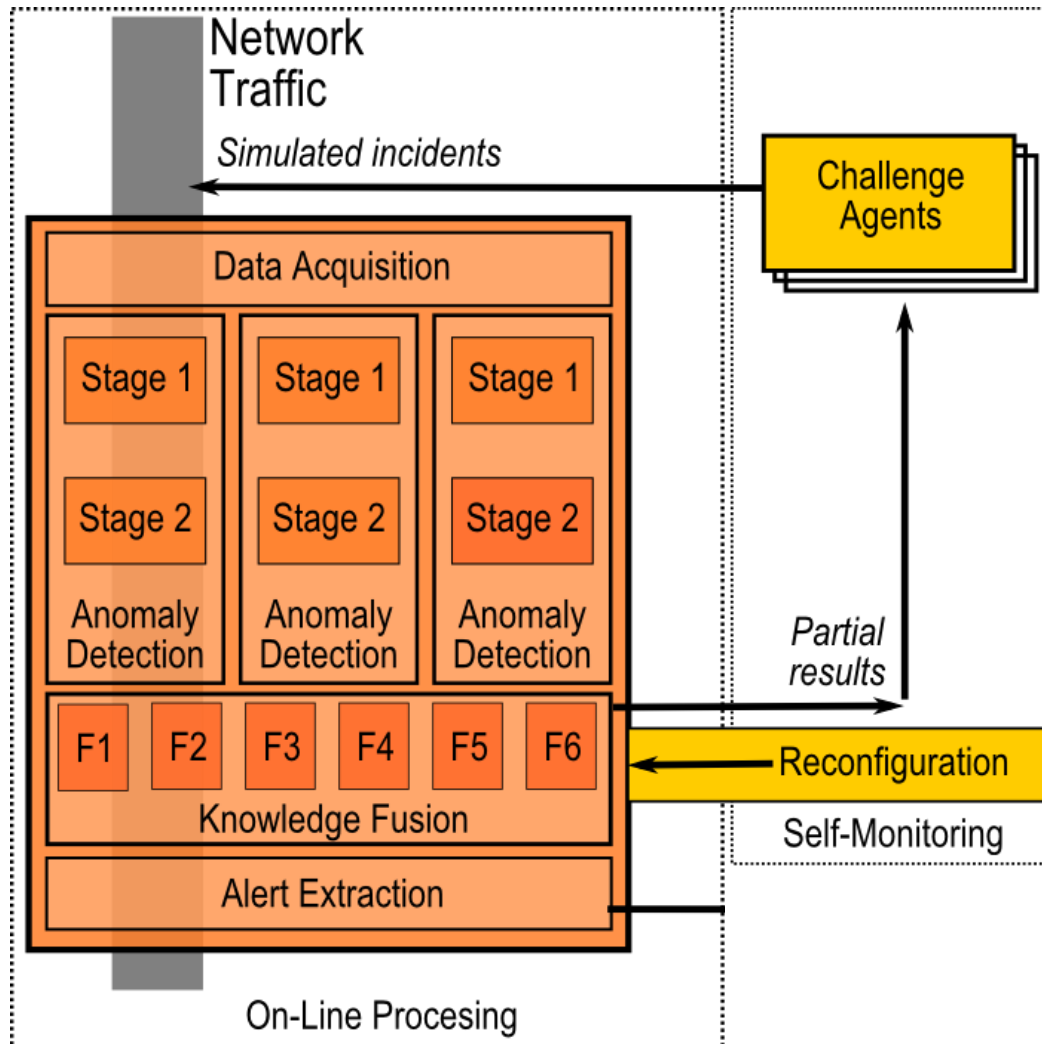 Network
Traffic
Simulated incidents
Challenge
Agents
Data Acquisition
Stage 1
Stage 1
Stage 1
Stage 2
Stage 2
Stage 2
Anomaly
Detection
Anomaly
Detection
Anomaly
Detection
Partial
results
F1
F2
F3
F4
F5
F6
Knowledge Fusion
Reconfiguration
Self-Monitoring
Alert Extraction
On-Line Procesing